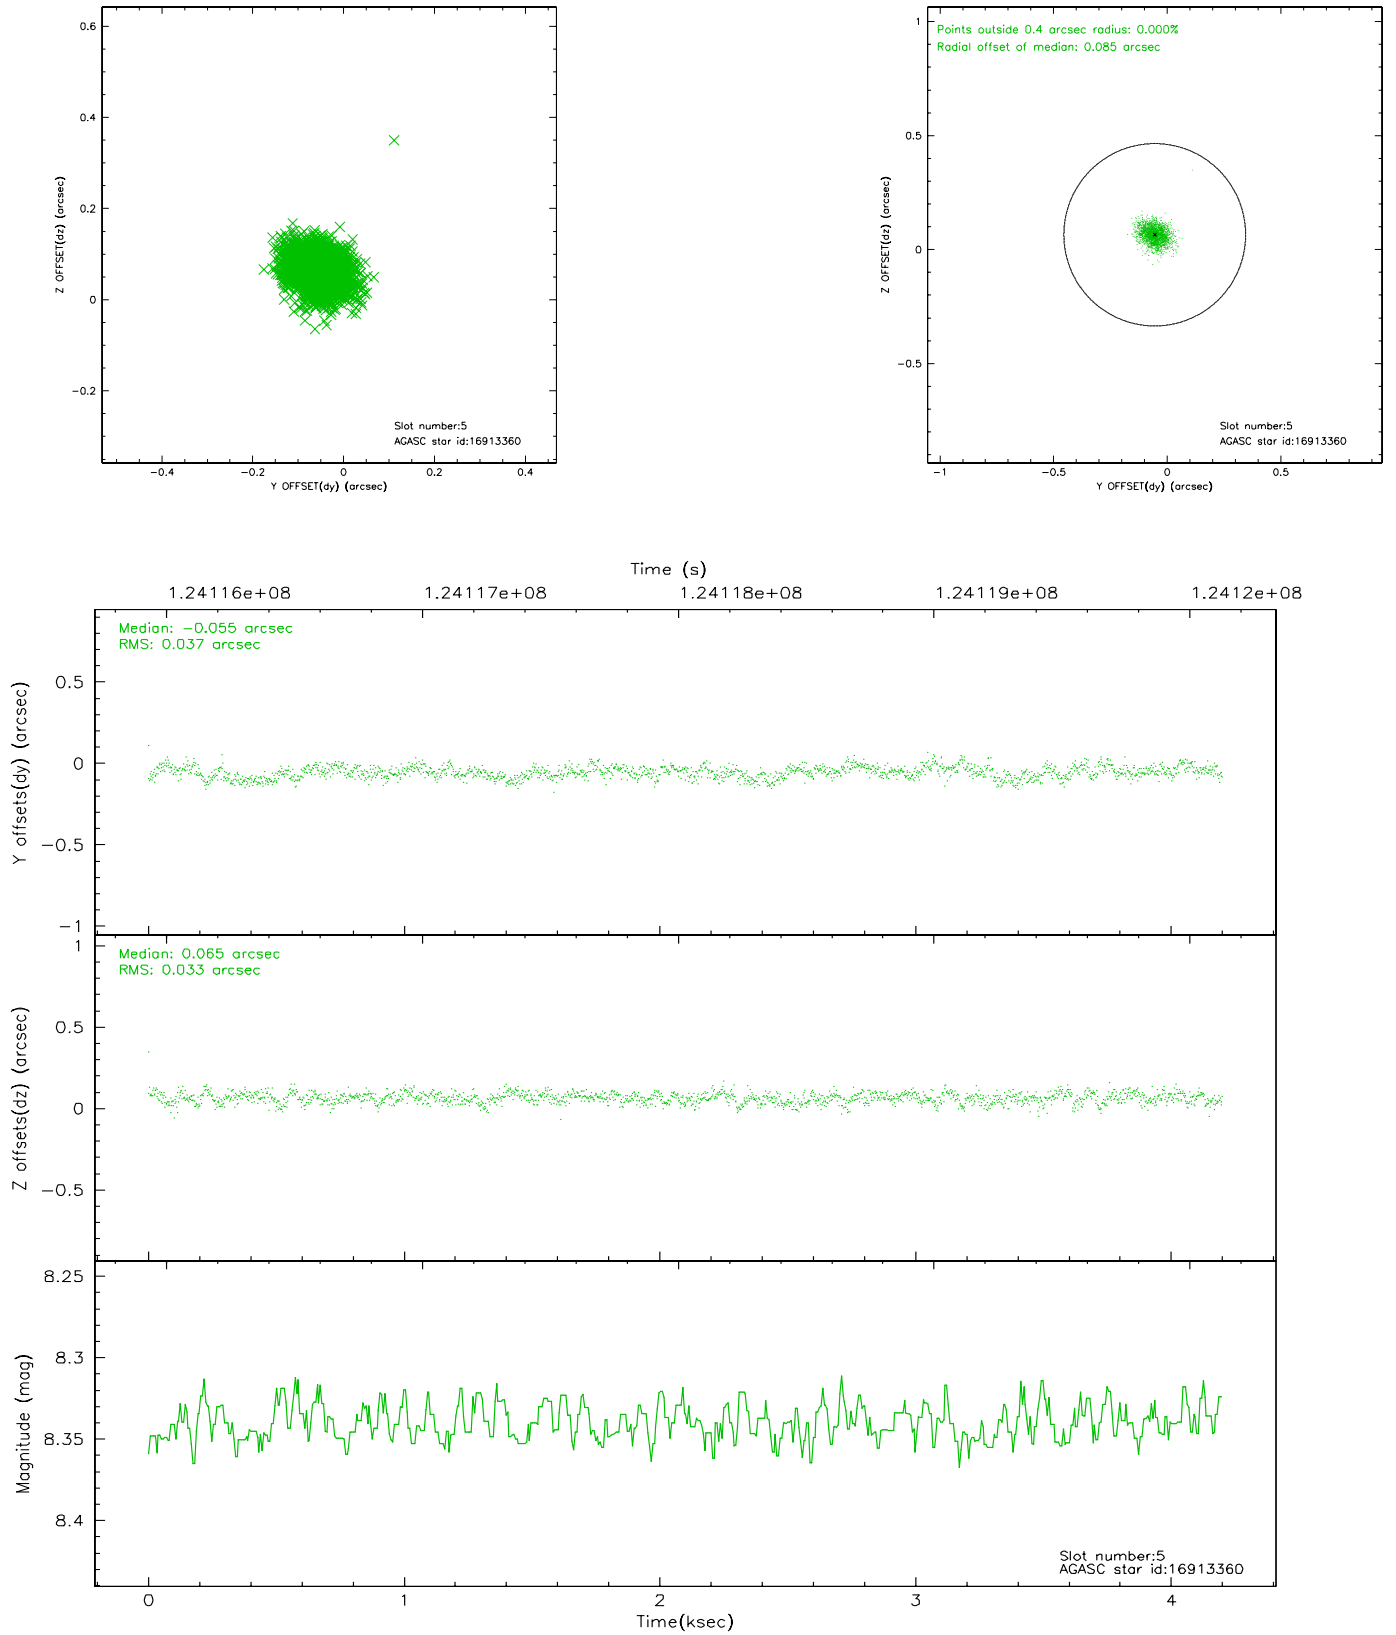 0.6
0.4
0.2
0
−0.2
Z OFFSET(dz) (arcsec)
−0.4
−0.2
0
0.2
0.4
Y OFFSET(dy) (arcsec)
Slot number:5
AGASC star id:16913360
Points outside 0.4 arcsec radius: 0.000%
Radial offset of median: 0.085 arcsec
1
0.5
0
−0.5
Z OFFSET(dz) (arcsec)
−1
−0.5
0
0.5
Y OFFSET(dy) (arcsec)
Slot number:5
AGASC star id:16913360
Time (s)
1.24116e+08
1.24117e+08
1.24118e+08
1.24119e+08
1.2412e+08
Median: −0.055 arcsec
RMS: 0.037 arcsec
0.5
0
−0.5
−1
Y offsets(dy) (arcsec)
Median: 0.065 arcsec
RMS: 0.033 arcsec
1
0.5
0
−0.5
Z offsets(dz) (arcsec)
8.25
8.3
8.35
8.4
Magnitude (mag)
Slot number:5
AGASC star id:16913360
0
1
2
3
4
Time(ksec)